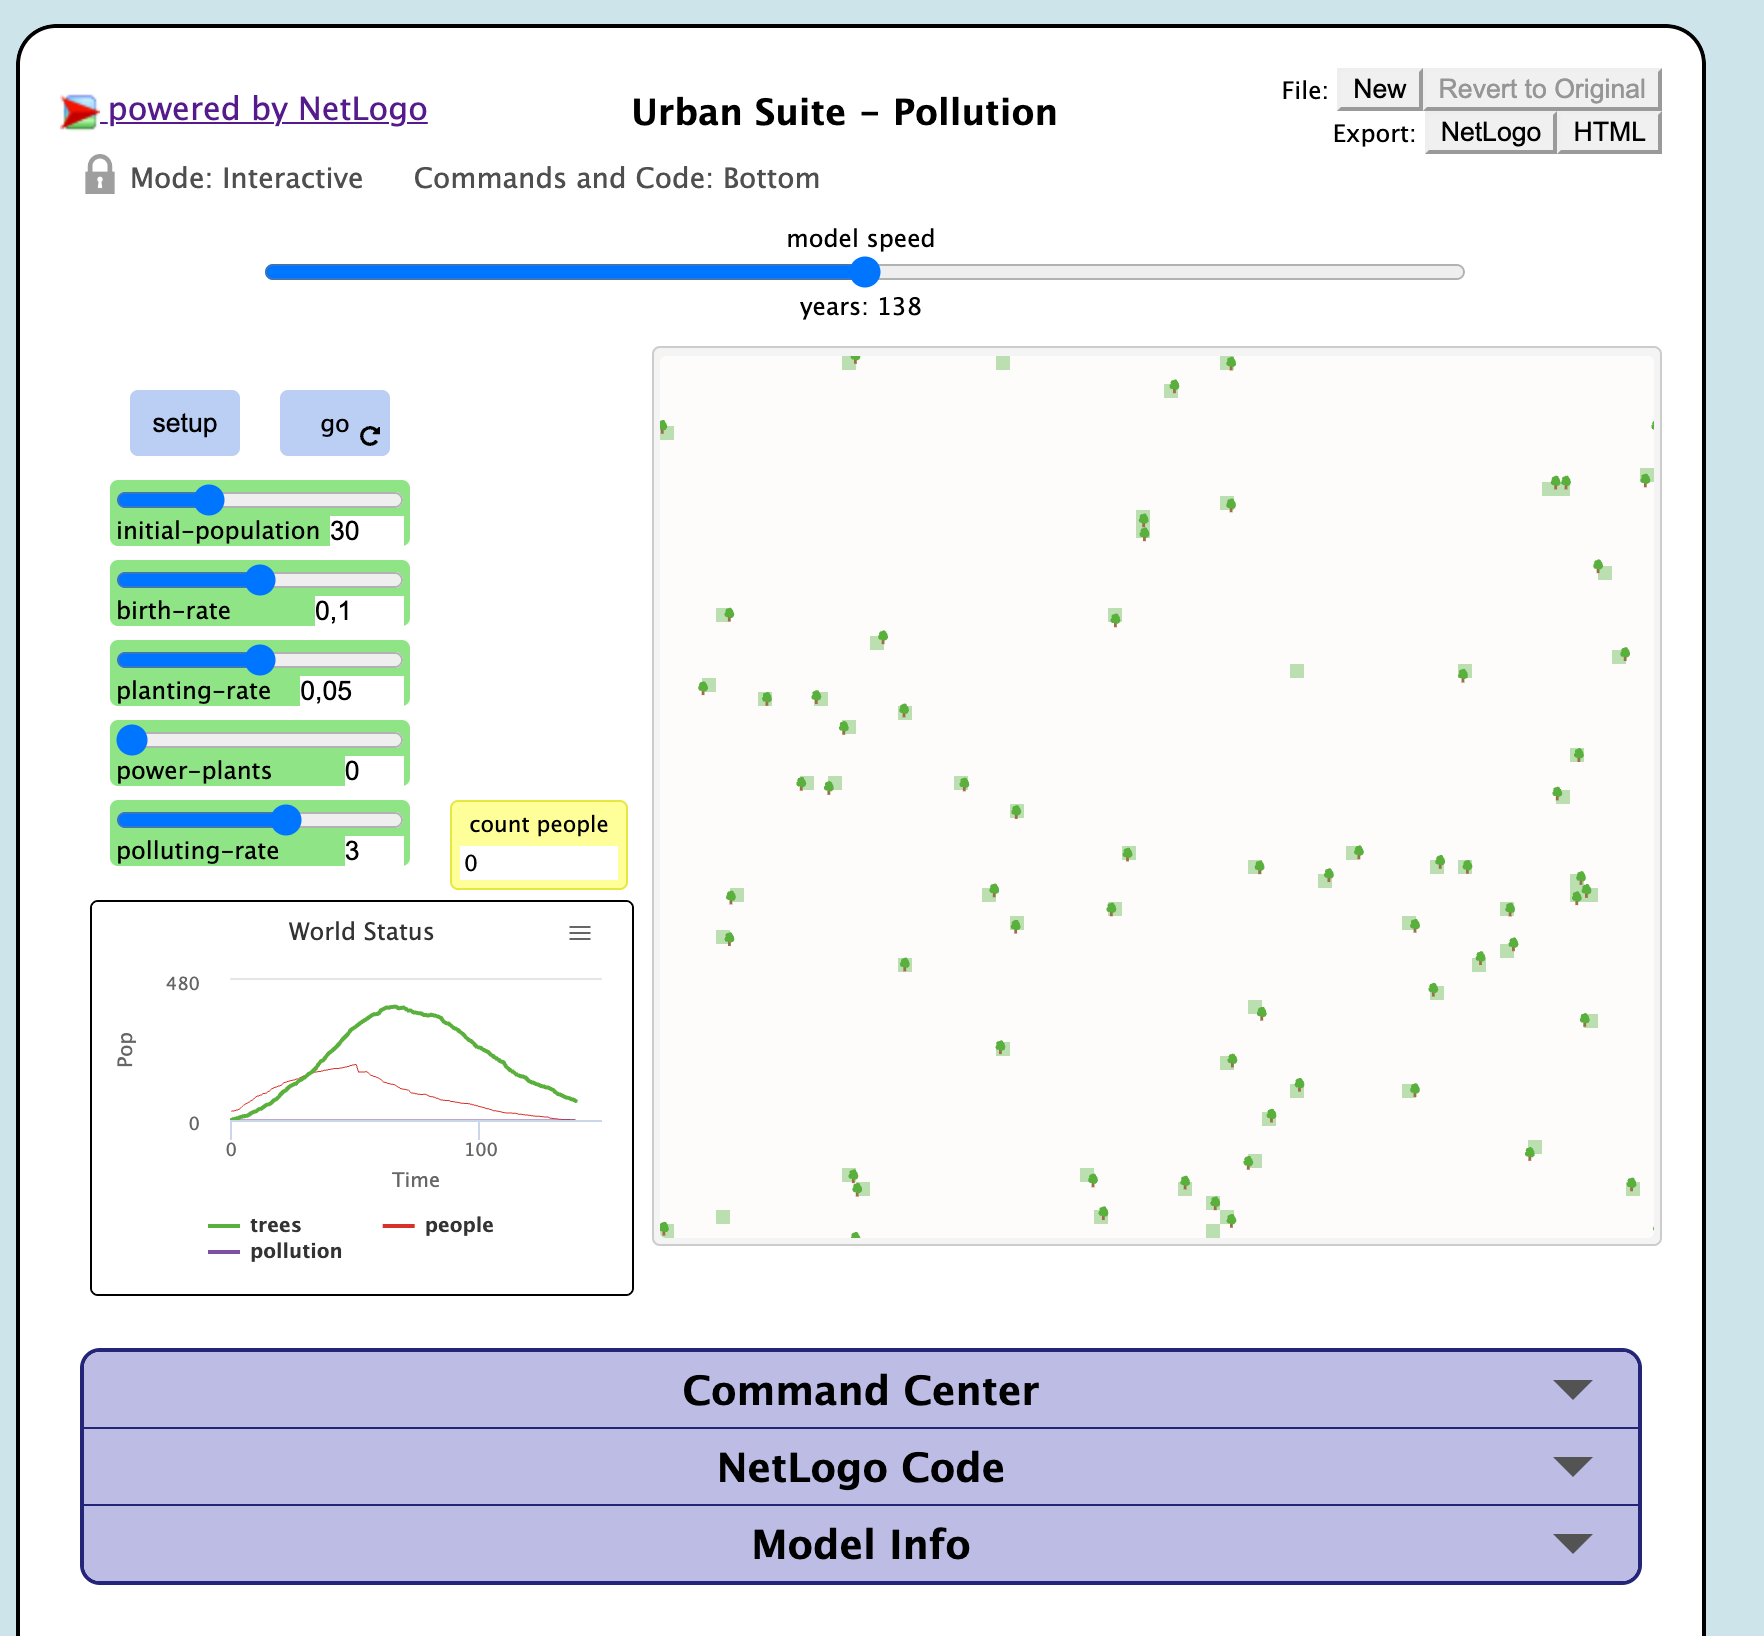 powered by NetLogo
Urban Suite - Pollution
File: New Revert to Original
Export: NetLogo HTML
Mode: Interactive Commands and Code: Bottom
model speed
years: 138
setup
go
initial-population 30
birth-rate 0,1
planting-rate 0,05
power-plants 0
polluting-rate 3
count people
0
World Status
480
Pop
0
0 100
Time
trees people
pollution
Command Center
NetLogo Code
Model Info